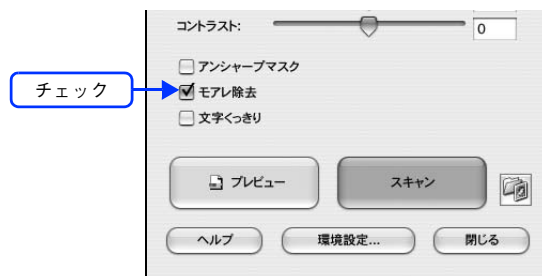 コントラスト: 0
アンシャープマスク
チェック
モアレ除去
文字くっきり
プレビュー スキャン
ヘルプ 環境設定... 閉じる